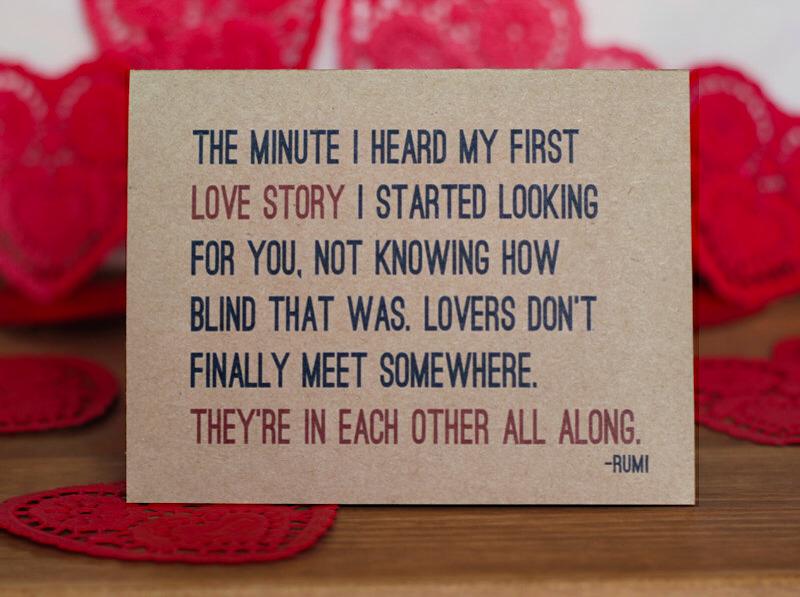 THE MINUTE I HEARD MY FIRST
LOVE STORY I STARTED LOOKING
FOR YOU, NOT KNOWING HOW
BLIND THAT WAS. LOVERS DON'T
FINALLY MEET SOMEWHERE.
THEY'RE IN EACH OTHER ALL ALONG.
-RUMI